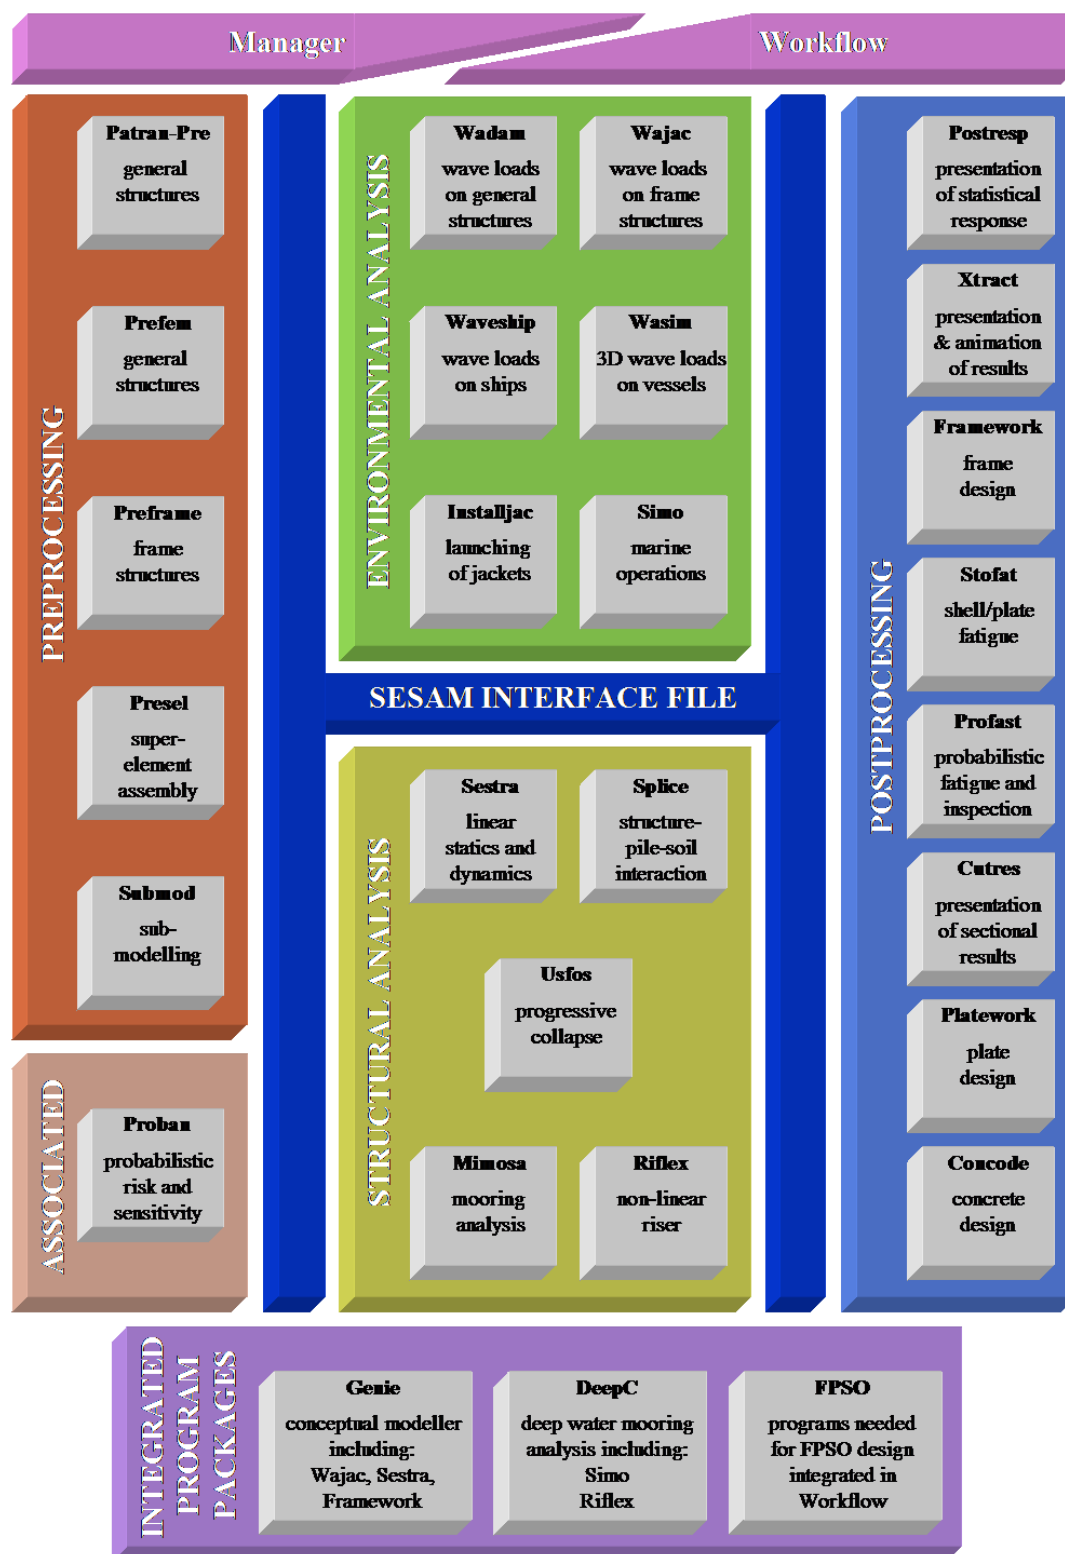 Manager
Workflow
PREPROCESSING
Patran-Pre
general
structures
Prefem
general
structures
Preframe
frame
structures
Presel
super-
element
assembly
Submod
sub-
modelling
ASSOCIATED
Proban
probabilistic
risk and
sensitivity
ENVIRONMENTAL ANALYSIS
Wadam
wave loads
on general
structures
Wajac
wave loads
on frame
structures
Waveship
wave loads
on ships
Wasim
3D wave loads
on vessels
Installjac
launching
of jackets
Simo
marine
operations
SESAM INTERFACE FILE
STRUCTURAL ANALYSIS
Sestra
linear
statics and
dynamics
Splice
structure-
pile-soil
interaction
Usfos
progressive
collapse
Mimosa
mooring
analysis
Riflex
non-linear
riser
POSTPROCESSING
Postresp
presentation
of statistical
response
Xtract
presentation
& animation
of results
Framework
frame
design
Stofat
shell/plate
fatigue
Profast
probabilistic
fatigue and
inspection
Cutres
presentation
of sectional
results
Platework
plate
design
Concode
concrete
design
INTEGRATED
PROGRAM
PACKAGES
Genie
conceptual modeller
including:
Wajac, Sestra,
Framework
DeepC
deep water mooring
analysis including:
Simo
Riflex
FPSO
programs needed
for FPSO design
integrated in
Workflow